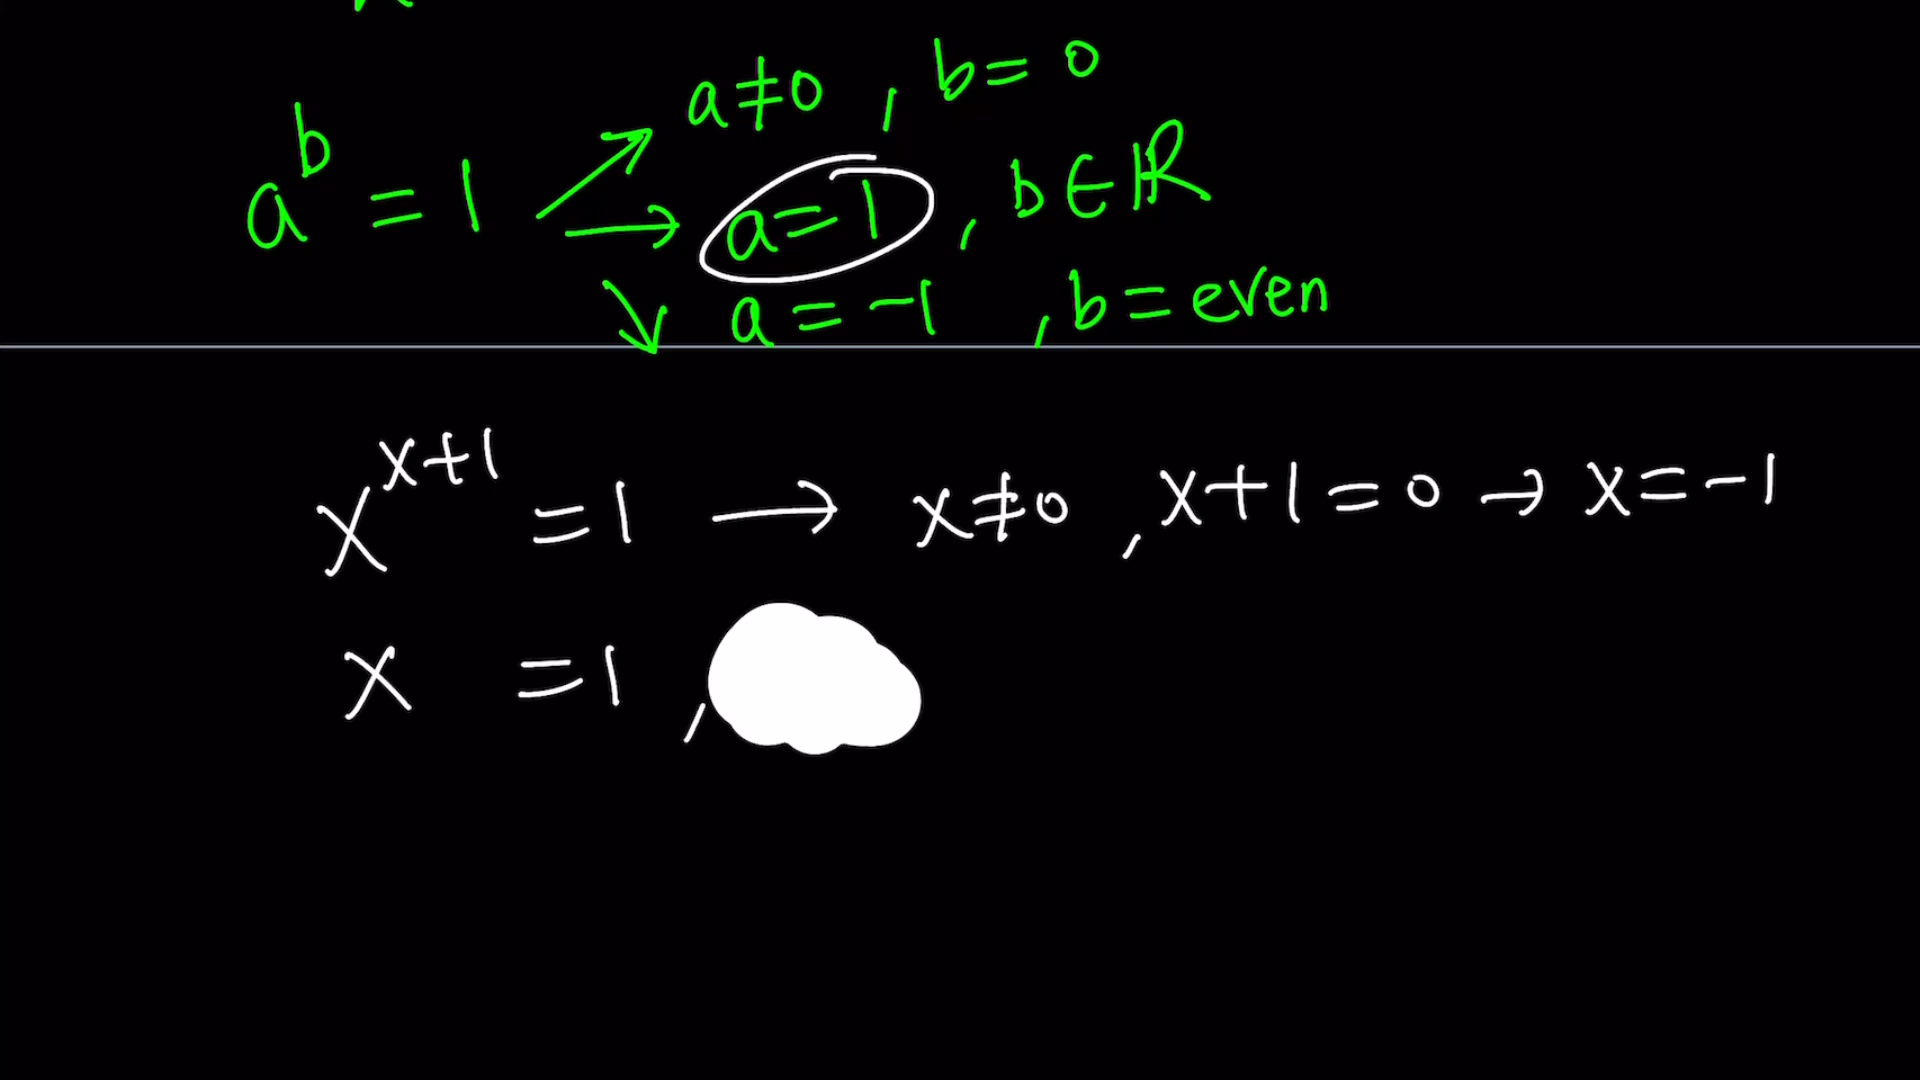 a≠0, b=0
a^b = 1 → a=1, b∈ℝ
a = -1, b=even
x^{x+1} = 1 → x≠0, x+1=0 → x=-1
x = 1,